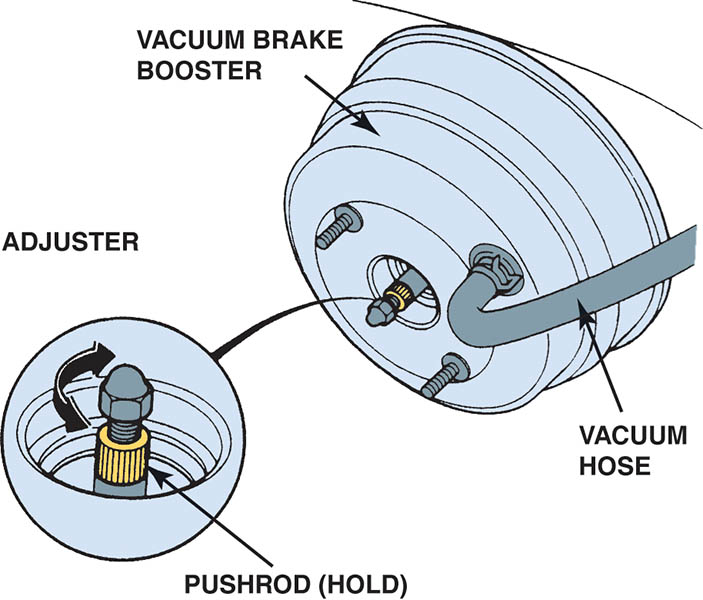 VACUUM BRAKE
BOOSTER
ADJUSTER
VACUUM
HOSE
PUSHROD (HOLD)